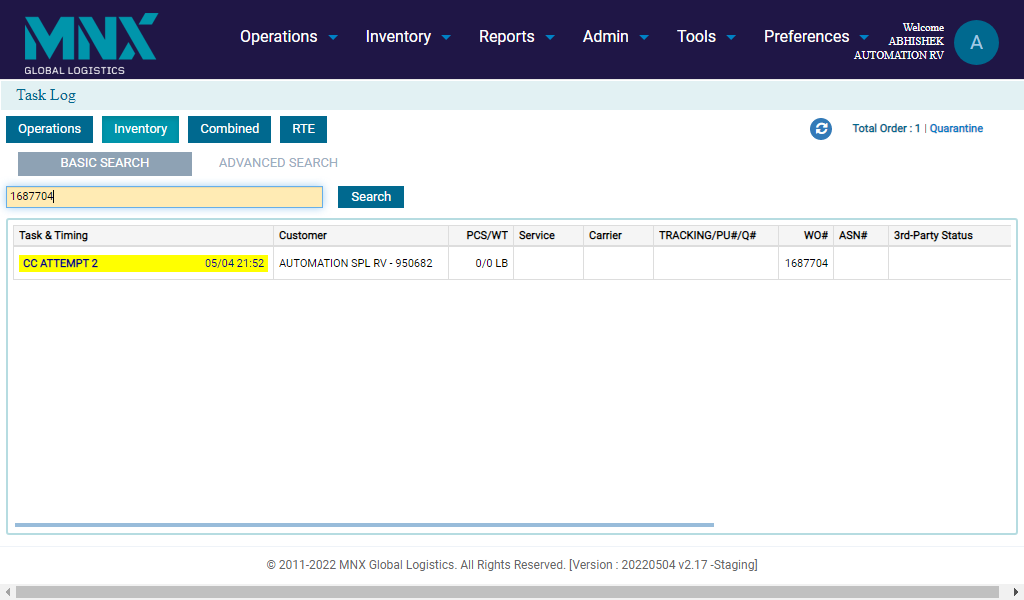 MNX
GLOBAL LOGISTICS
Operations Inventory Reports Admin Tools Preferences
Welcome
ABHISHEK
AUTOMATION RV
A
Task Log
Operations Inventory Combined RTE
Total Order : 1 | Quarantine
BASIC SEARCH ADVANCED SEARCH
1687704 Search
Task & Timing Customer PCS/WT Service Carrier TRACKING/PU#/Q# WO# ASN# 3rd-Party Status
CC ATTEMPT 2 05/04 21:52 AUTOMATION SPL RV - 950682 0/0 LB 1687704
© 2011-2022 MNX Global Logistics. All Rights Reserved. [Version : 20220504 v2.17 -Staging]